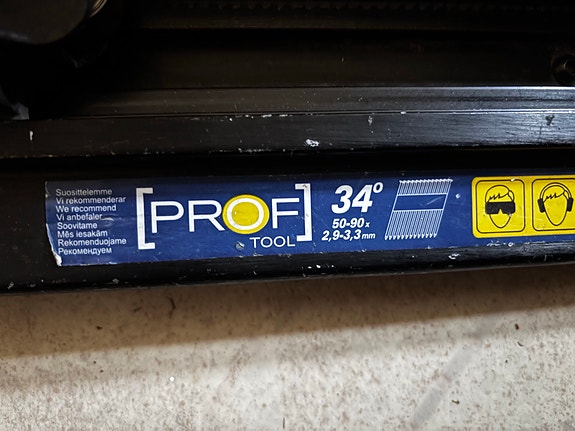 Suosittelemme
Vi rekommenderar
We recommend
Vi anbefaler
Soovitame
Mēs iesakām
Rekomenduojame
Рекомендуем
[PROF]
TOOL
34°
50-90 x
2,9-3,3 mm